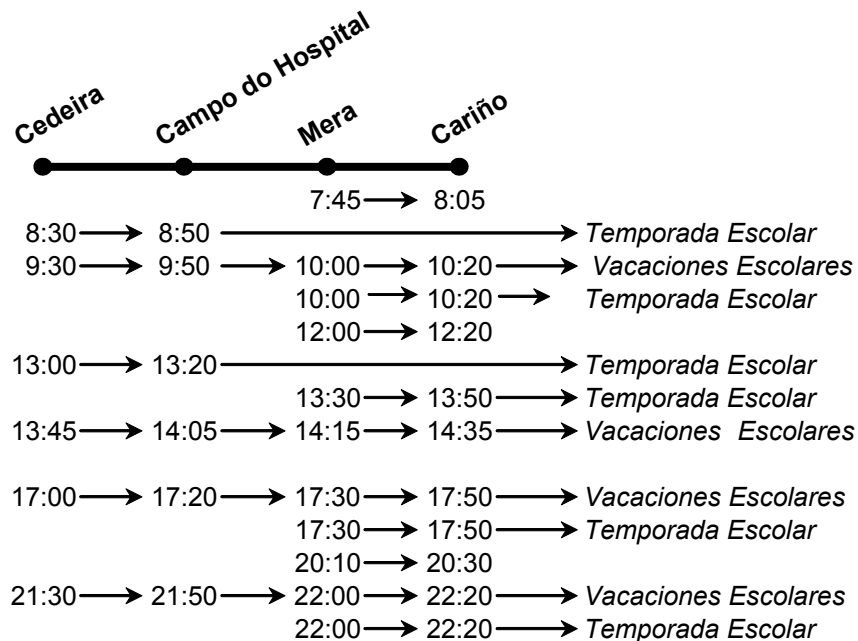 Cedeira Campo do Hospital Mera Cariño
7:45 8:05
8:30 8:50 Temporada Escolar
9:30 9:50 10:00 10:20 Vacaciones Escolares
10:00 10:20 Temporada Escolar
12:00 12:20
13:00 13:20 Temporada Escolar
13:30 13:50 Temporada Escolar
13:45 14:05 14:15 14:35 Vacaciones Escolares
17:00 17:20 17:30 17:50 Vacaciones Escolares
17:30 17:50 Temporada Escolar
20:10 20:30
21:30 21:50 22:00 22:20 Vacaciones Escolares
22:00 22:20 Temporada Escolar